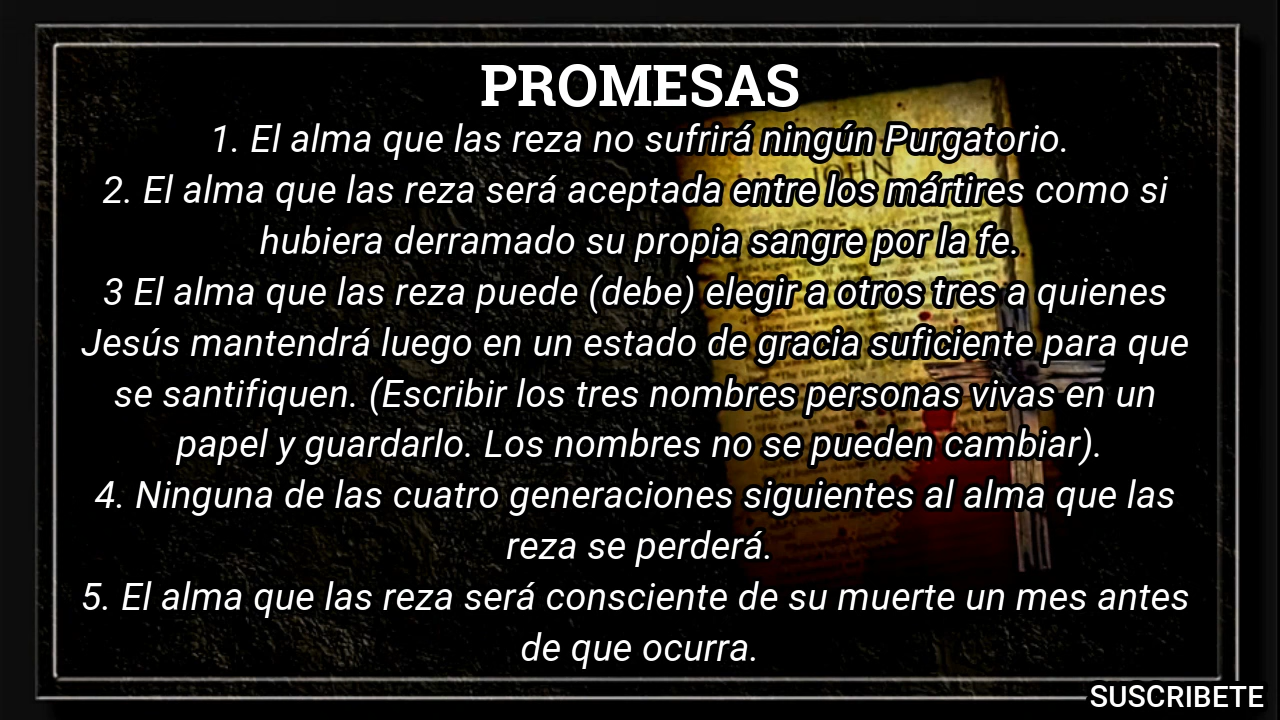 PROMESAS
1. El alma que las reza no sufrirá ningún Purgatorio.
2. El alma que las reza será aceptada entre los mártires como si
hubiera derramado su propia sangre por la fe.
3 El alma que las reza puede (debe) elegir a otros tres a quienes
Jesús mantendrá luego en un estado de gracia suficiente para que
se santifiquen. (Escribir los tres nombres personas vivas en un
papel y guardarlo. Los nombres no se pueden cambiar).
4. Ninguna de las cuatro generaciones siguientes al alma que las
reza se perderá.
5. El alma que las reza será consciente de su muerte un mes antes
de que ocurra.
SUSCRIBETE
JOHN